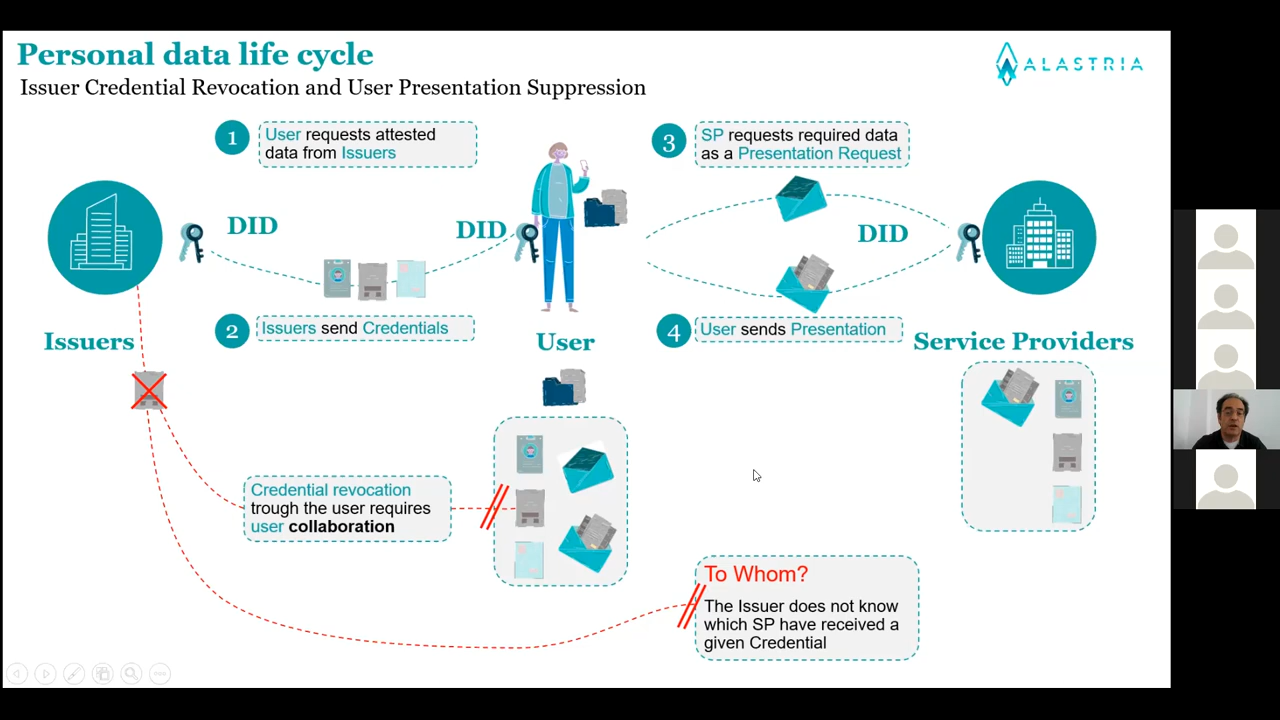 Personal data life cycle
Issuer Credential Revocation and User Presentation Suppression
ALASTRIA
1
User requests attested
data from Issuers
3
SP requests required data
as a Presentation Request
DID
DID
DID
2
Issuers send Credentials
4
User sends Presentation
Issuers
User
Service Providers
Credential revocation
trough the user requires
user collaboration
To Whom?
The Issuer does not know
which SP have received a
given Credential